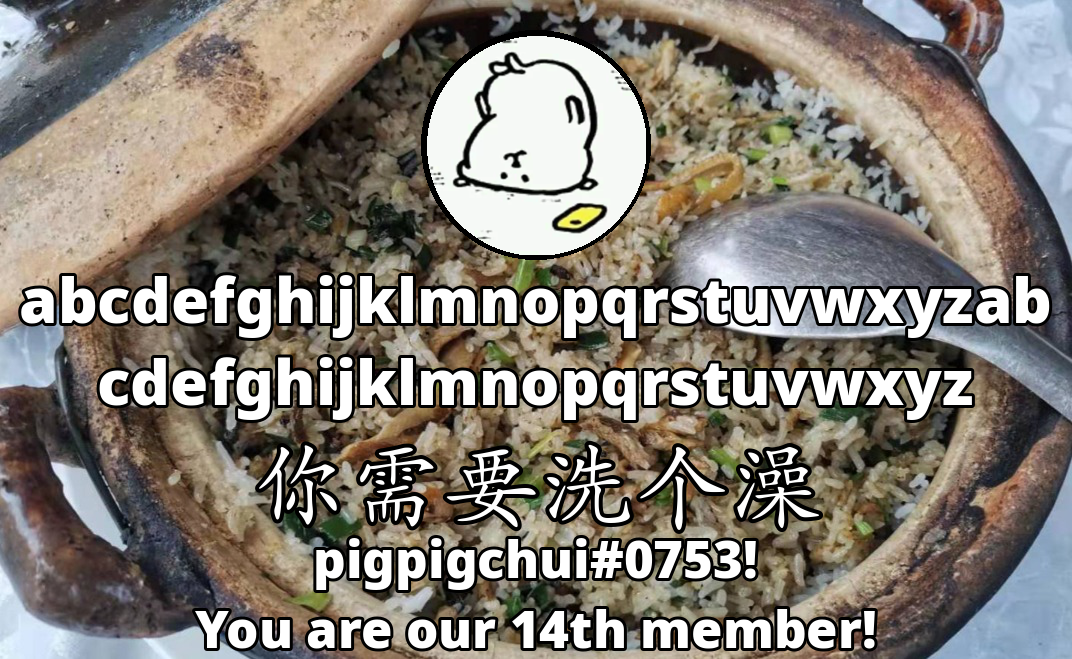 abcdefghijklmnopqrstuvwxyzab
cdefghijklmnopqrstuvwxyz
你需要洗个澡
pigpigchui#0753!
You are our 14th member!